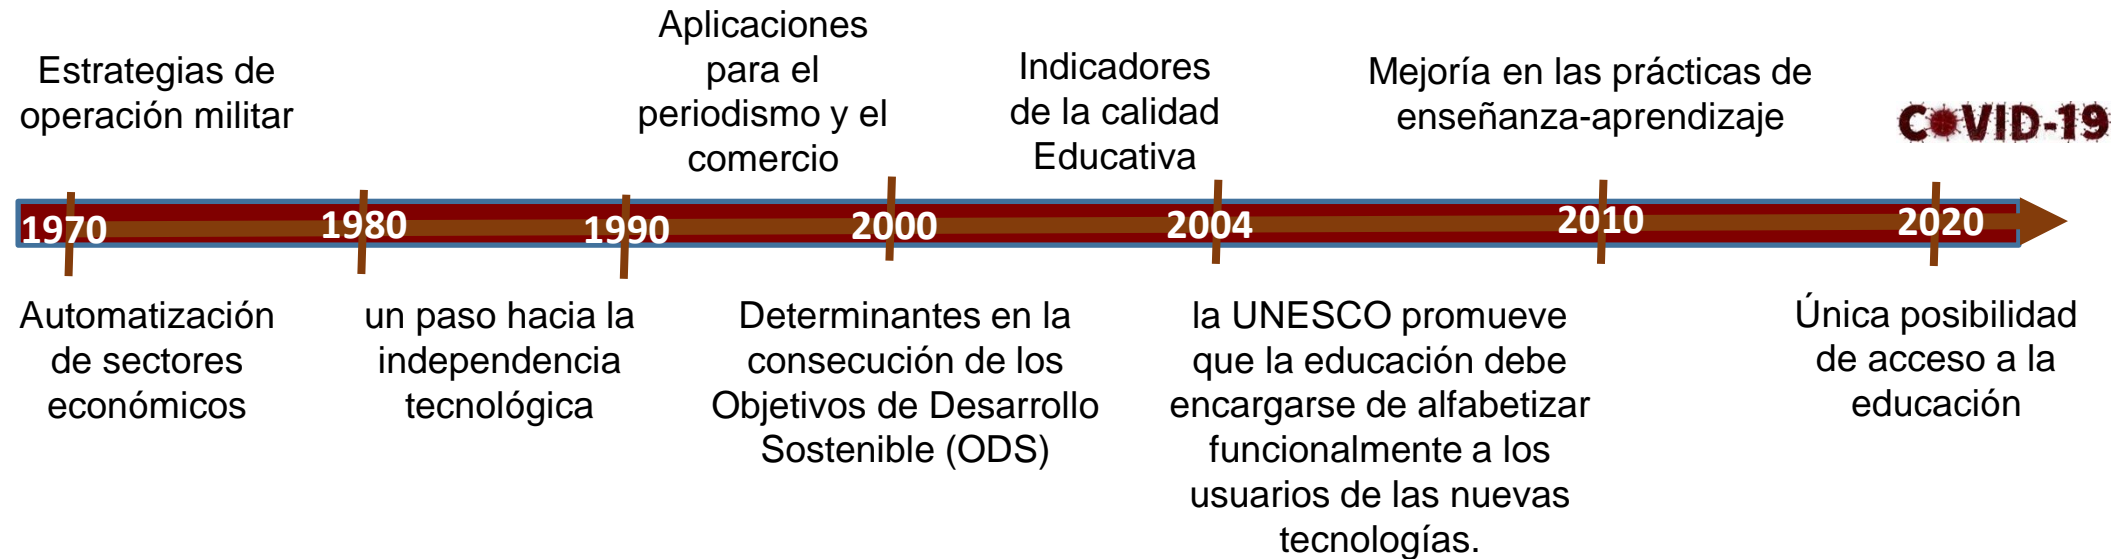 Estrategias de
operación militar
Aplicaciones
para el
periodismo y el
comercio
Indicadores
de la calidad
Educativa
Mejoría en las prácticas de
enseñanza-aprendizaje
COVID-19
1970
1980
1990
2000
2004
2010
2020
Automatización
de sectores
económicos
un paso hacia la
independencia
tecnológica
Determinantes en la
consecución de los
Objetivos de Desarrollo
Sostenible (ODS)
la UNESCO promueve
que la educación debe
encargarse de alfabetizar
funcionalmente a los
usuarios de las nuevas
tecnologías.
Única posibilidad
de acceso a la
educación